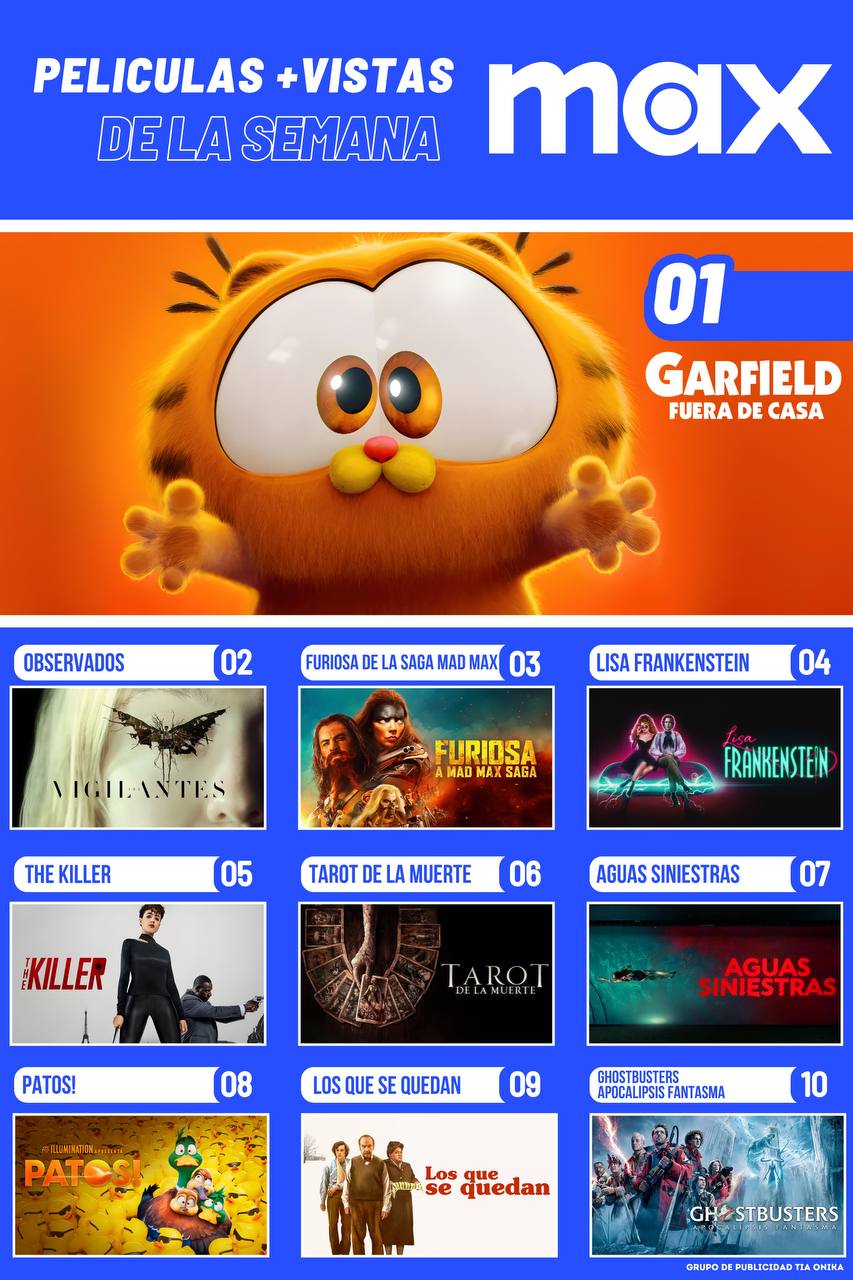 PELICULAS +VISTAS
DE LA SEMANA
max
01
GARFIELD
FUERA DE CASA
OBSERVADOS 02
VIGILANTES
FURIOSA DE LA SAGA MAD MAX 03
FURIOSA
A MAD MAX SAGA
LISA FRANKENSTEIN 04
Lisa
FRANKENSTEIN
THE KILLER 05
THE
KILLER
TAROT DE LA MUERTE 06
TAROT
DE LA MUERTE
AGUAS SINIESTRAS 07
AGUAS
SINIESTRAS
PATOS! 08
ILLUMINATION PRESENTA
PATOS!
LOS QUE SE QUEDAN 09
Los que
se quedan
GHOSTBUSTERS
APOCALIPSIS FANTASMA 10
GHOSTBUSTERS
APOCALIPSIS FANTASMA
GRUPO DE PUBLICIDAD TIA ONIKA